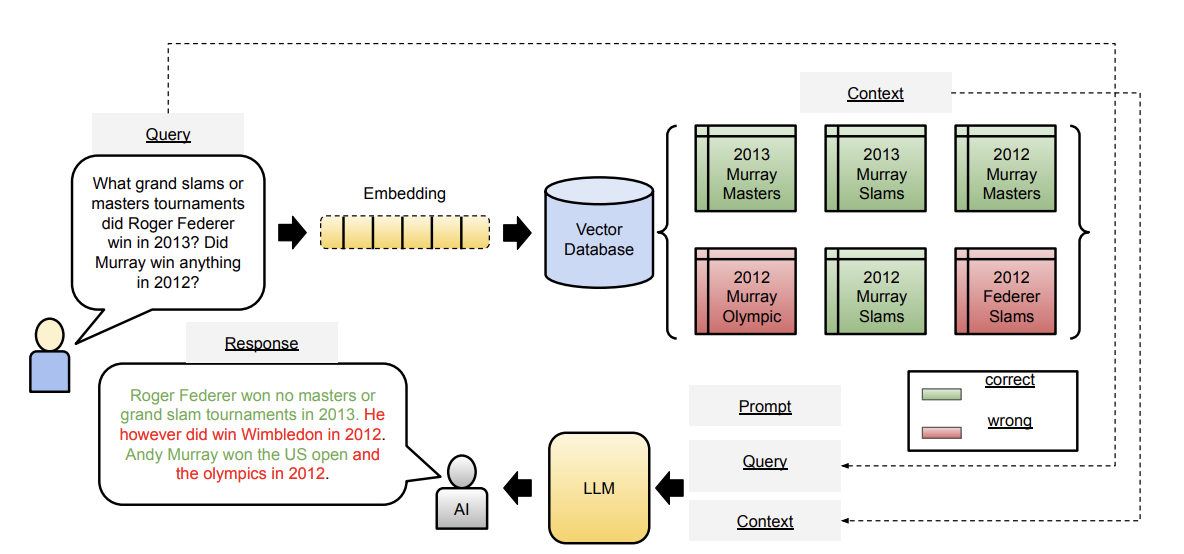 Context
Query
What grand slams or
masters tournaments
did Roger Federer
win in 2013? Did
Murray win anything
in 2012?
Embedding
Vector
Database
2013
Murray
Masters
2013
Murray
Slams
2012
Murray
Masters
2012
Murray
Olympic
2012
Murray
Slams
2012
Federer
Slams
Response
Roger Federer won no masters or
grand slam tournaments in 2013. He
however did win Wimbledon in 2012.
Andy Murray won the US open and
the olympics in 2012.
AI
LLM
Prompt
Query
Context
correct
wrong